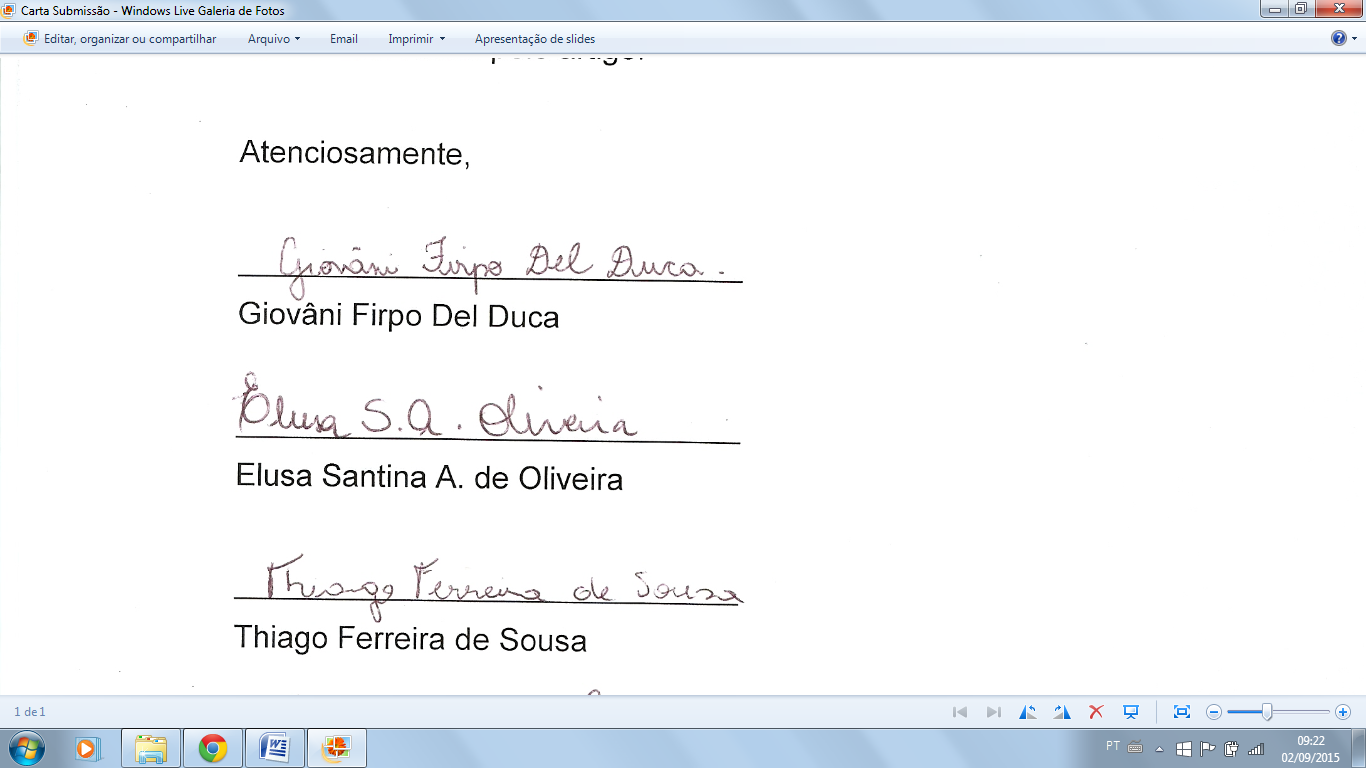 Carta Submissão - Windows Live Galeria de Fotos
Editar, organizar ou compartilhar Arquivo Email Imprimir Apresentação de slides
Atenciosamente,
Giovâni Firpo Del Duca.
Giovâni Firpo Del Duca
Elusa S.A. Oliveira
Elusa Santina A. de Oliveira
Thiago Ferreira de Sousa
Thiago Ferreira de Sousa
1 de 1
PT
09:22
02/09/2015